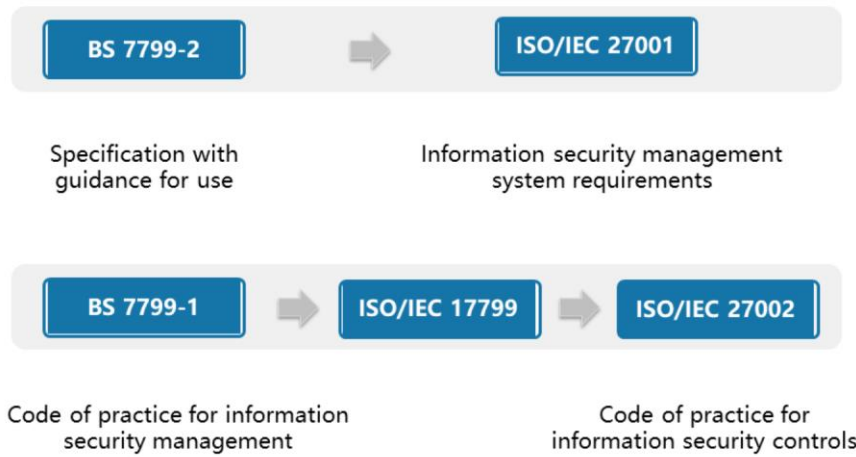 BS 7799-2
ISO/IEC 27001
Specification with
guidance for use
Information security management
system requirements
BS 7799-1
ISO/IEC 17799
ISO/IEC 27002
Code of practice for information
security management
Code of practice for
information security controls